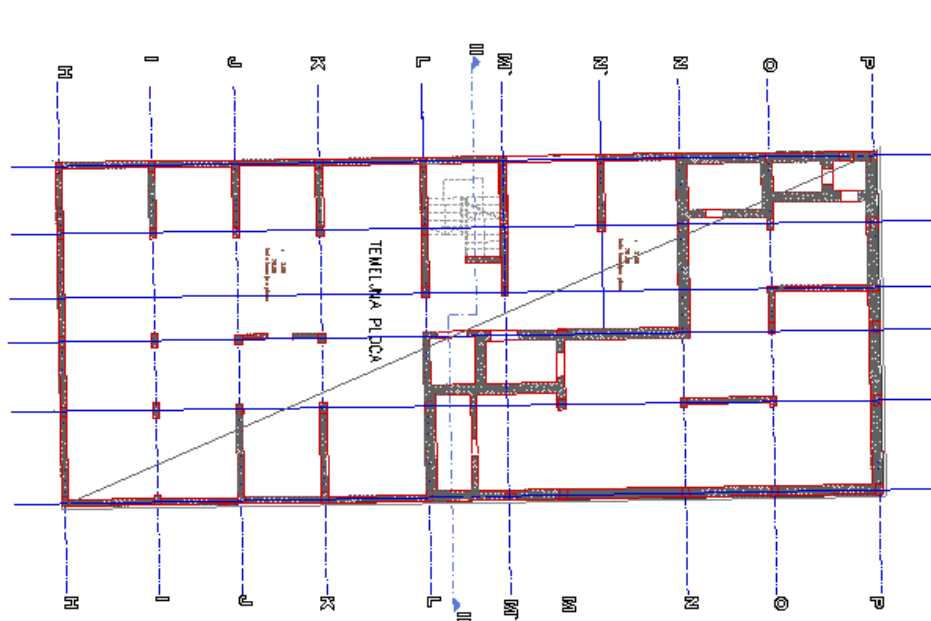 H I J K L II M' N' N O P
TEMELJNA PLOČA
H I J K L II M' M N O P